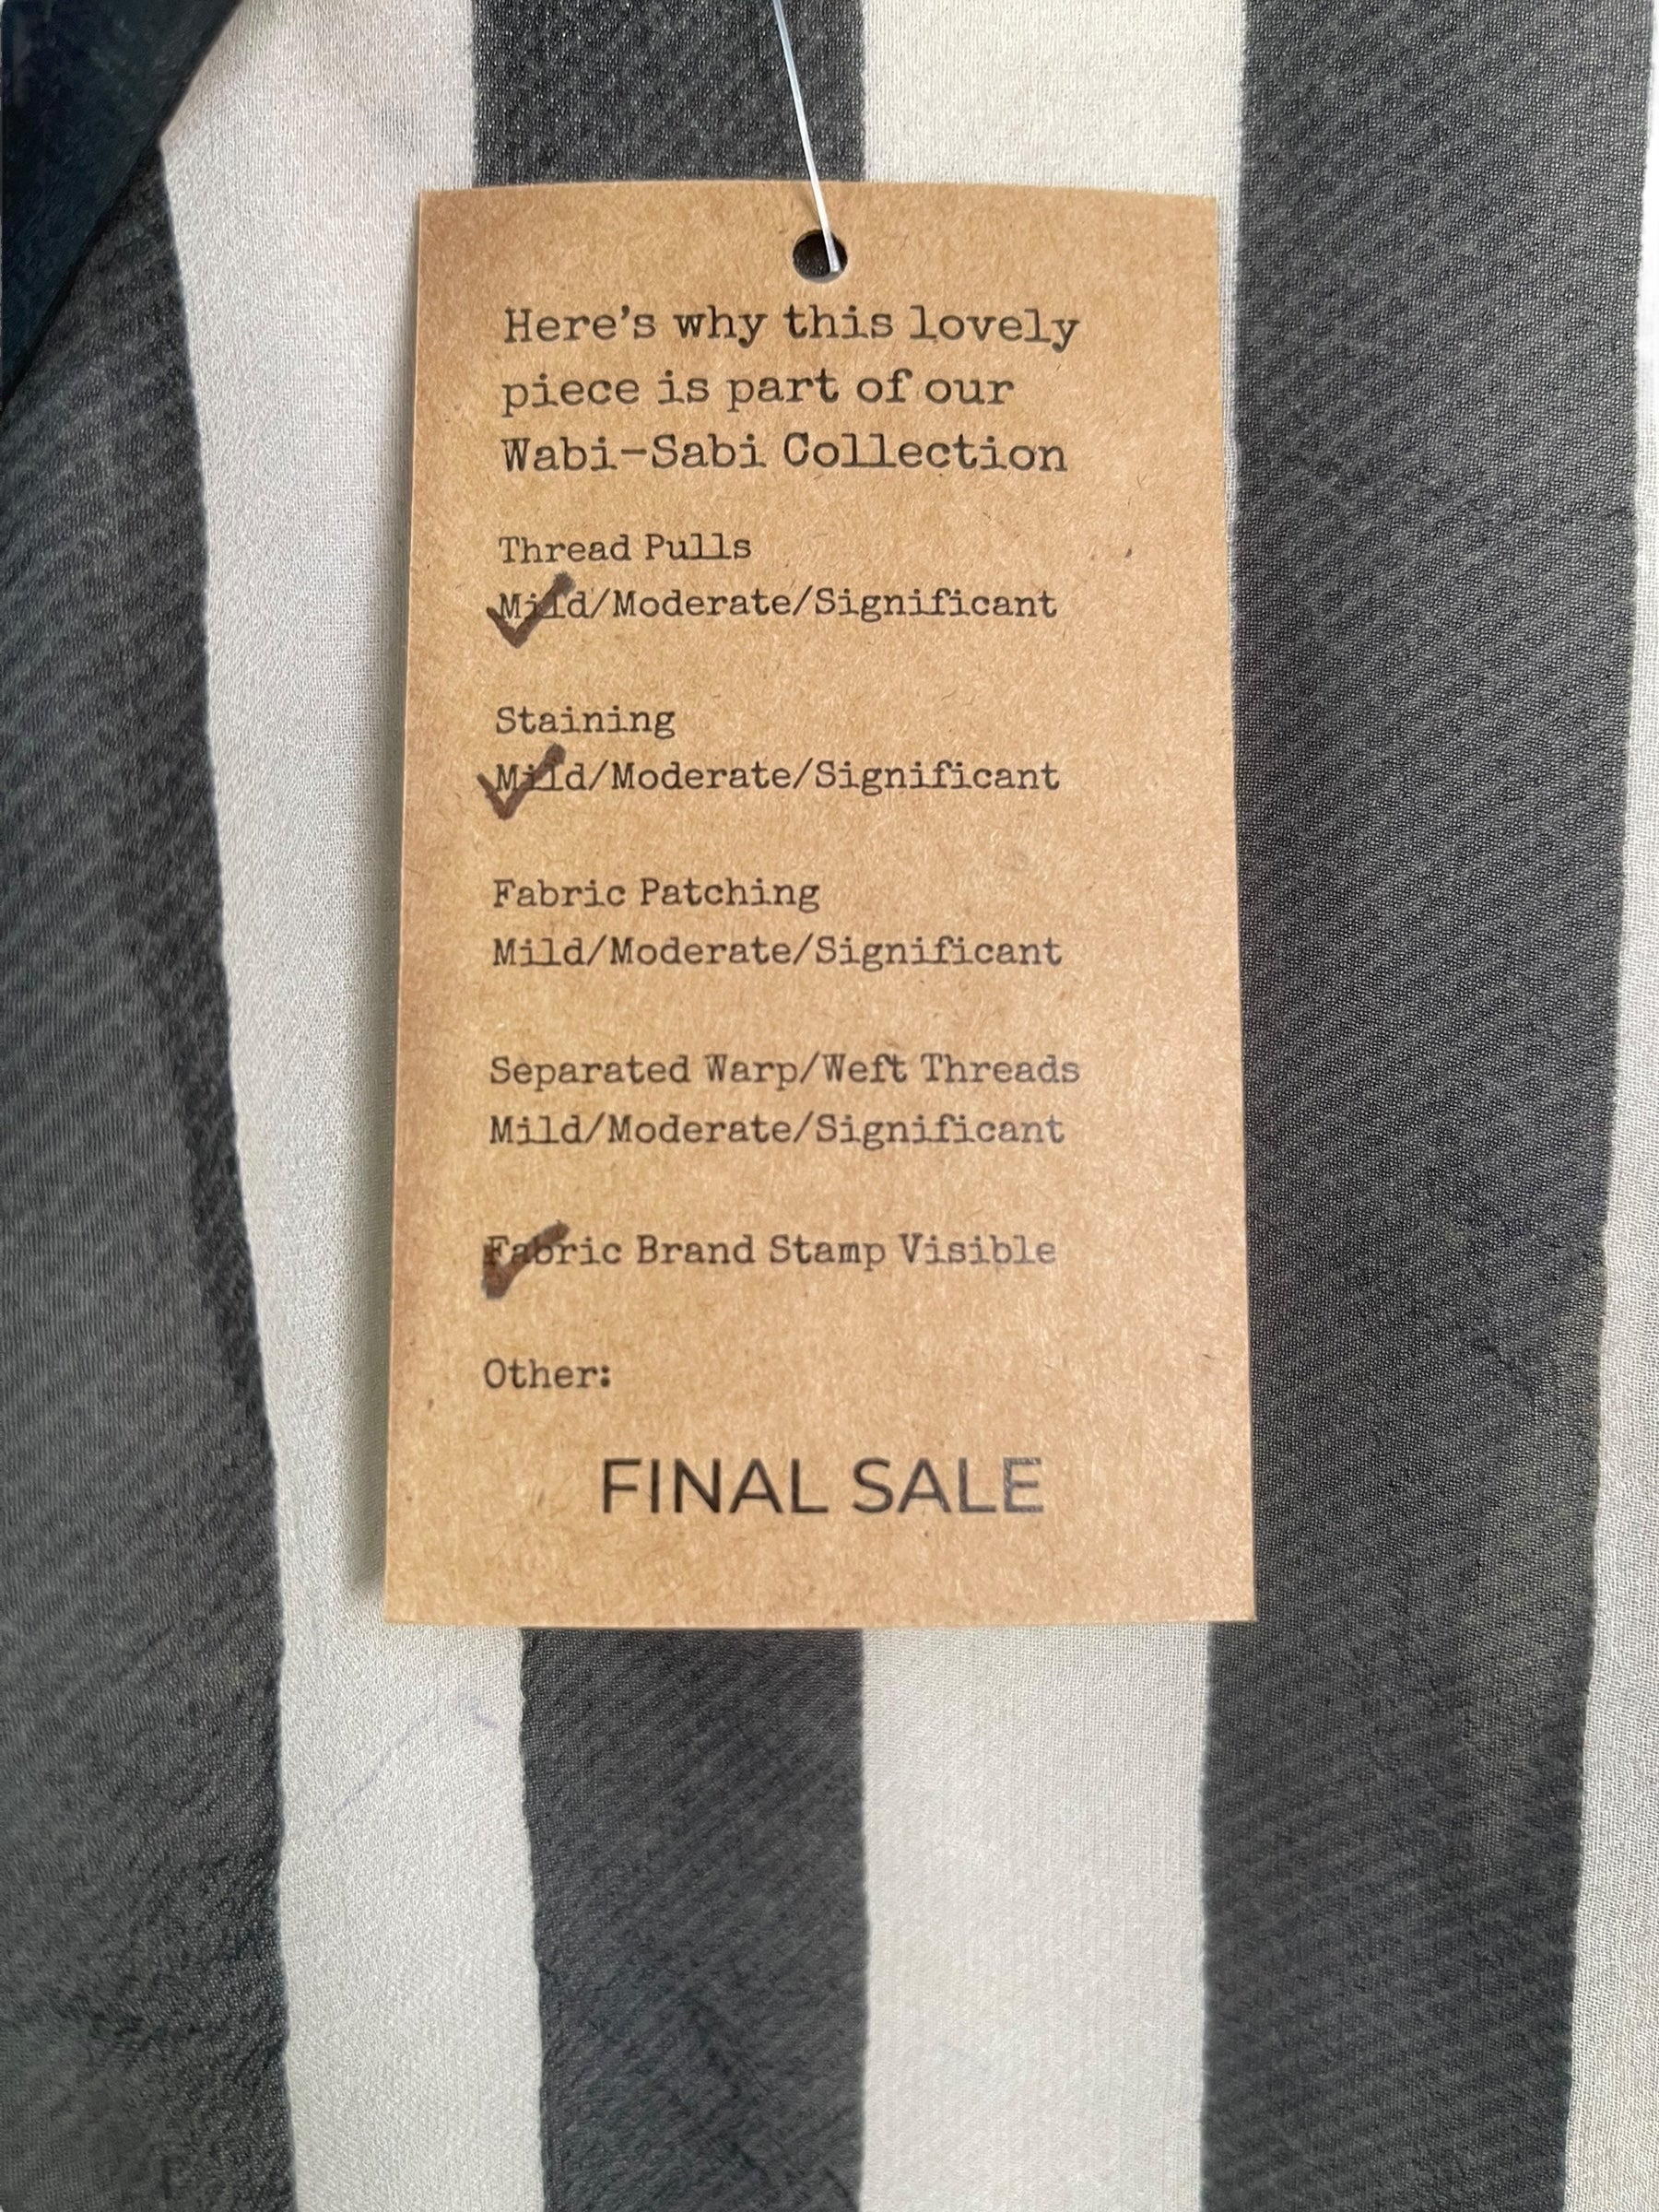 Here's why this lovely
piece is part of our
Wabi-Sabi Collection
Thread Pulls
Mild/Moderate/Significant
Staining
Mild/Moderate/Significant
Fabric Patching
Mild/Moderate/Significant
Separated Warp/Weft Threads
Mild/Moderate/Significant
Fabric Brand Stamp Visible
Other:
FINAL SALE